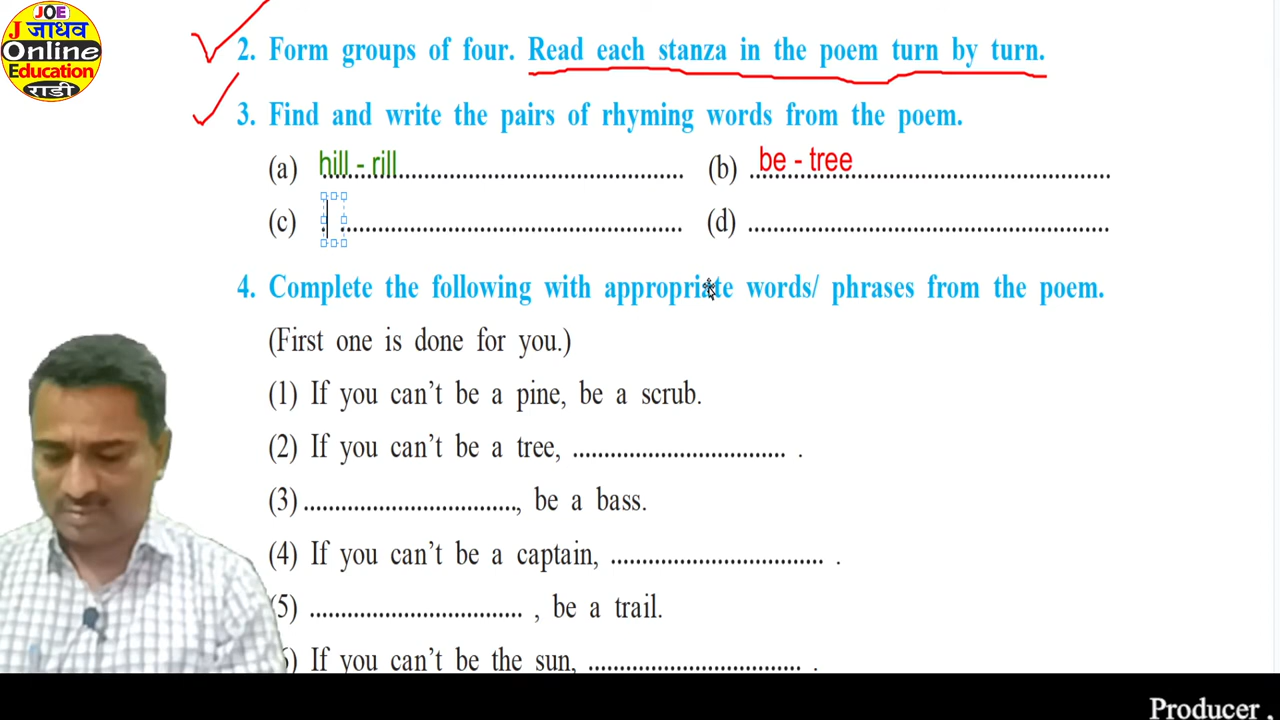 JOE
J जाधव
Online
Education
राडी
2. Form groups of four. Read each stanza in the poem turn by turn.
3. Find and write the pairs of rhyming words from the poem.
(a) hill - rill (b) be - tree
(c) (d)
4. Complete the following with appropriate words/ phrases from the poem.
(First one is done for you.)
(1) If you can't be a pine, be a scrub.
(2) If you can't be a tree, .................................. .
(3) .................................., be a bass.
(4) If you can't be a captain, .................................. .
(5) .................................. , be a trail.
6) If you can't be the sun, .................................. .
Producer .